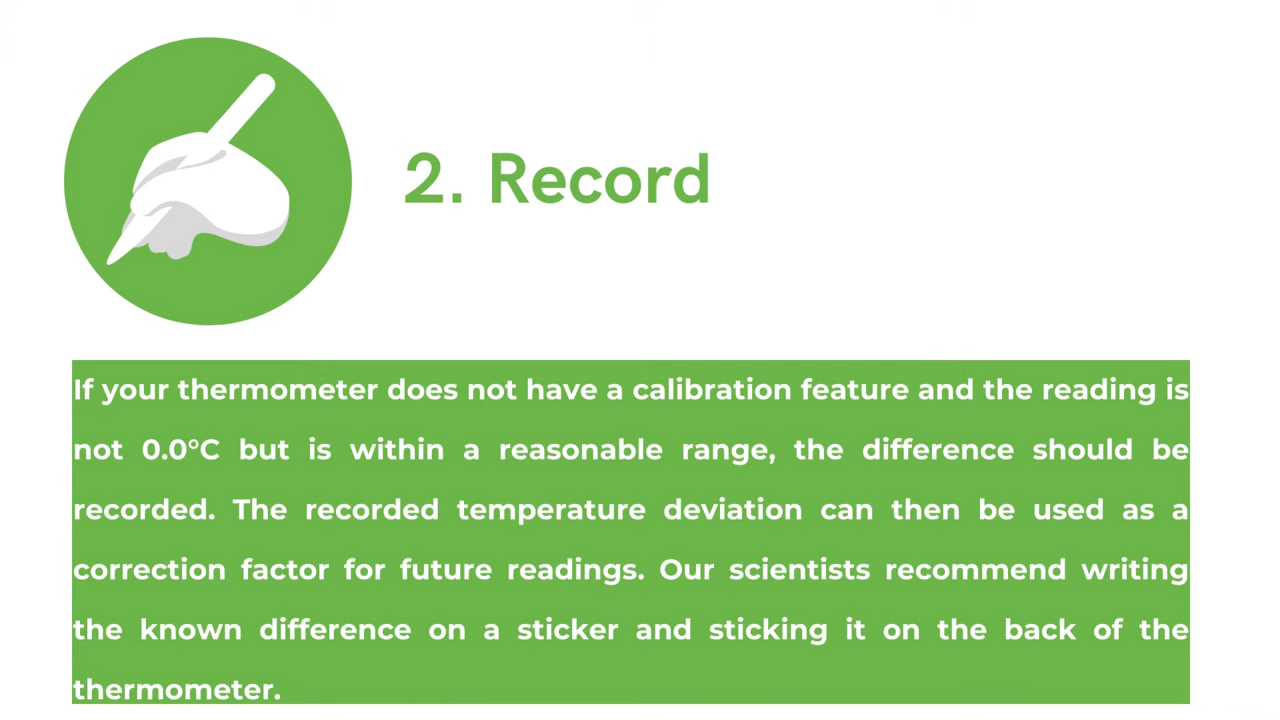 2. Record
If your thermometer does not have a calibration feature and the reading is
not 0.0°C but is within a reasonable range, the difference should be
recorded. The recorded temperature deviation can then be used as a
correction factor for future readings. Our scientists recommend writing
the known difference on a sticker and sticking it on the back of the
thermometer.